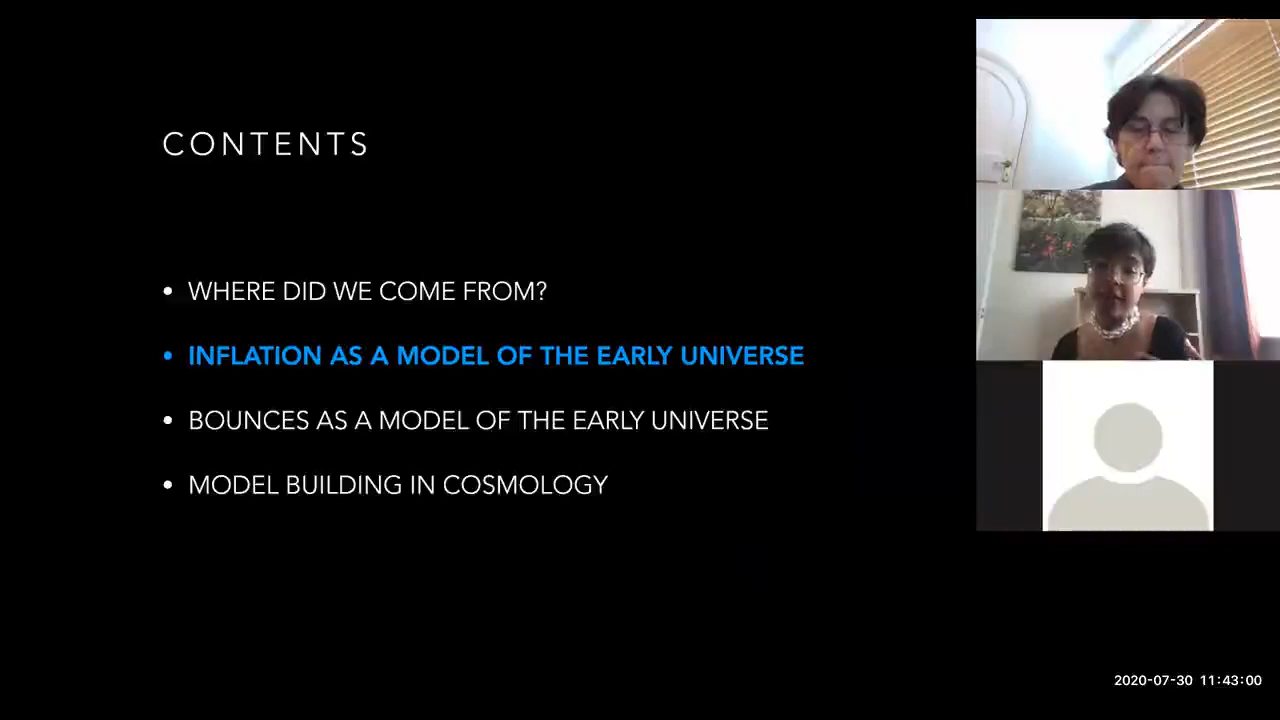 CONTENTS
• WHERE DID WE COME FROM?
• INFLATION AS A MODEL OF THE EARLY UNIVERSE
• BOUNCES AS A MODEL OF THE EARLY UNIVERSE
• MODEL BUILDING IN COSMOLOGY
2020-07-30 11:43:00